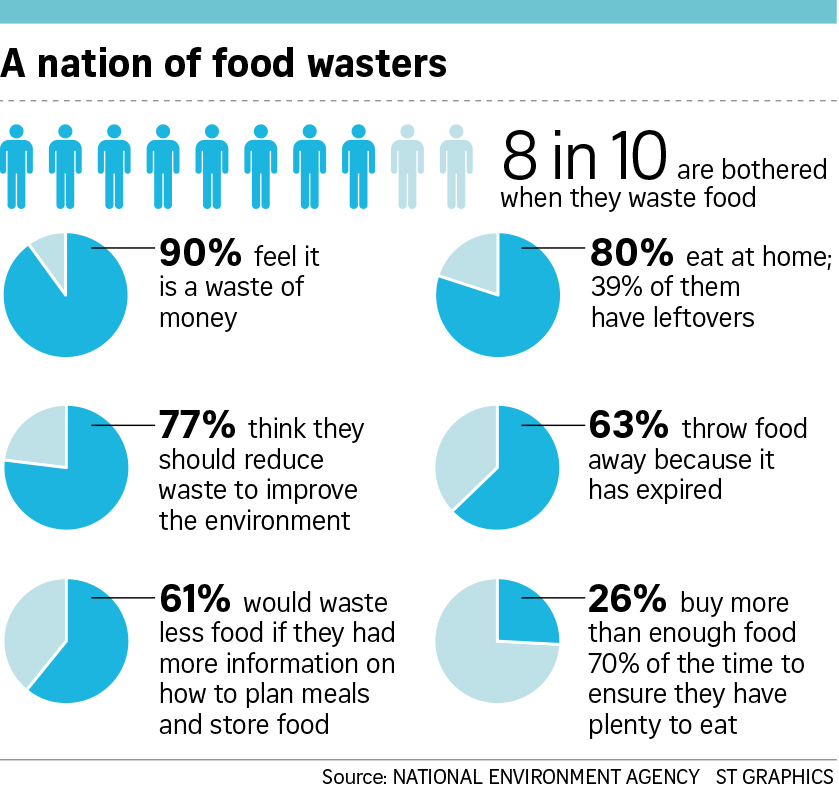 A nation of food wasters
8 in 10 are bothered
when they waste food
90% feel it
is a waste of
money
80% eat at home;
39% of them
have leftovers
77% think they
should reduce
waste to improve
the environment
63% throw food
away because it
has expired
61% would waste
less food if they had
more information on
how to plan meals
and store food
26% buy more
than enough food
70% of the time to
ensure they have
plenty to eat
Source: NATIONAL ENVIRONMENT AGENCY ST GRAPHICS